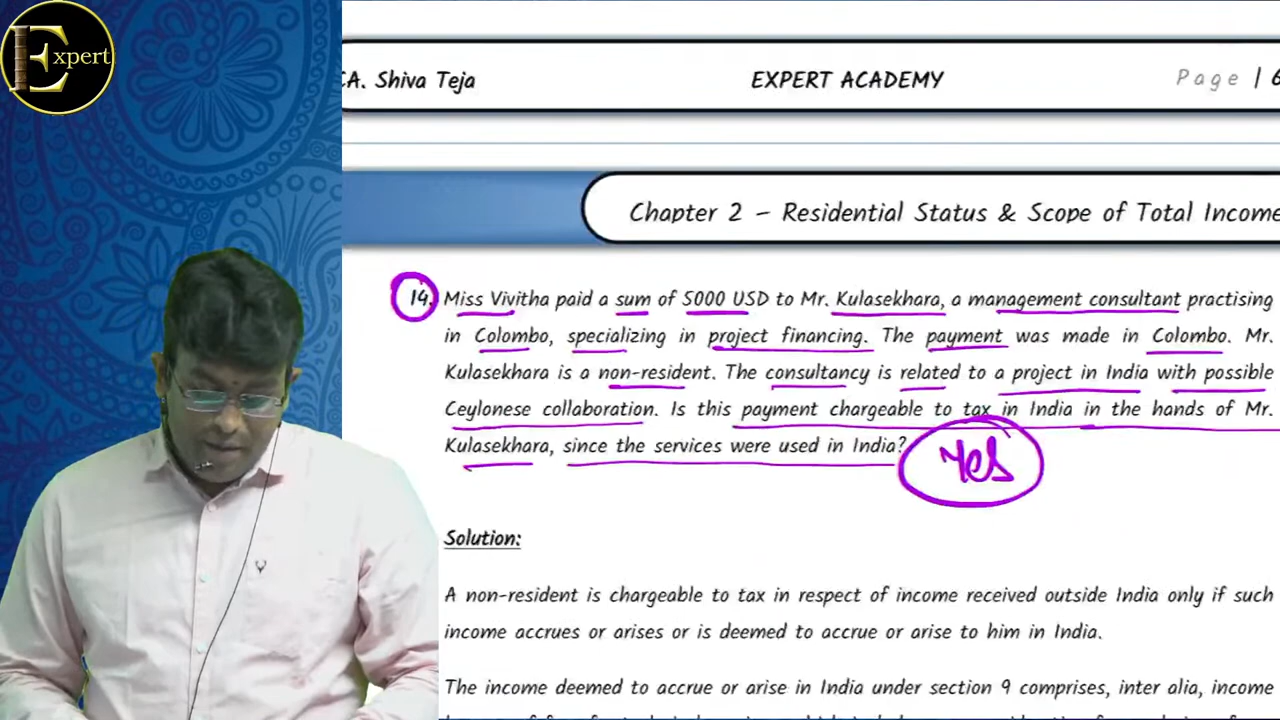 Expert
CA. Shiva Teja EXPERT ACADEMY Page | 6
Chapter 2 – Residential Status & Scope of Total Income
14. Miss Vivitha paid a sum of 5000 USD to Mr. Kulasekhara, a management consultant practising
in Colombo, specializing in project financing. The payment was made in Colombo. Mr.
Kulasekhara is a non-resident. The consultancy is related to a project in India with possible
Ceylonese collaboration. Is this payment chargeable to tax in India in the hands of Mr.
Kulasekhara, since the services were used in India?
Yes
Solution:
A non-resident is chargeable to tax in respect of income received outside India only if such
income accrues or arises or is deemed to accrue or arise to him in India.
The income deemed to accrue or arise in India under section 9 comprises, inter alia, income